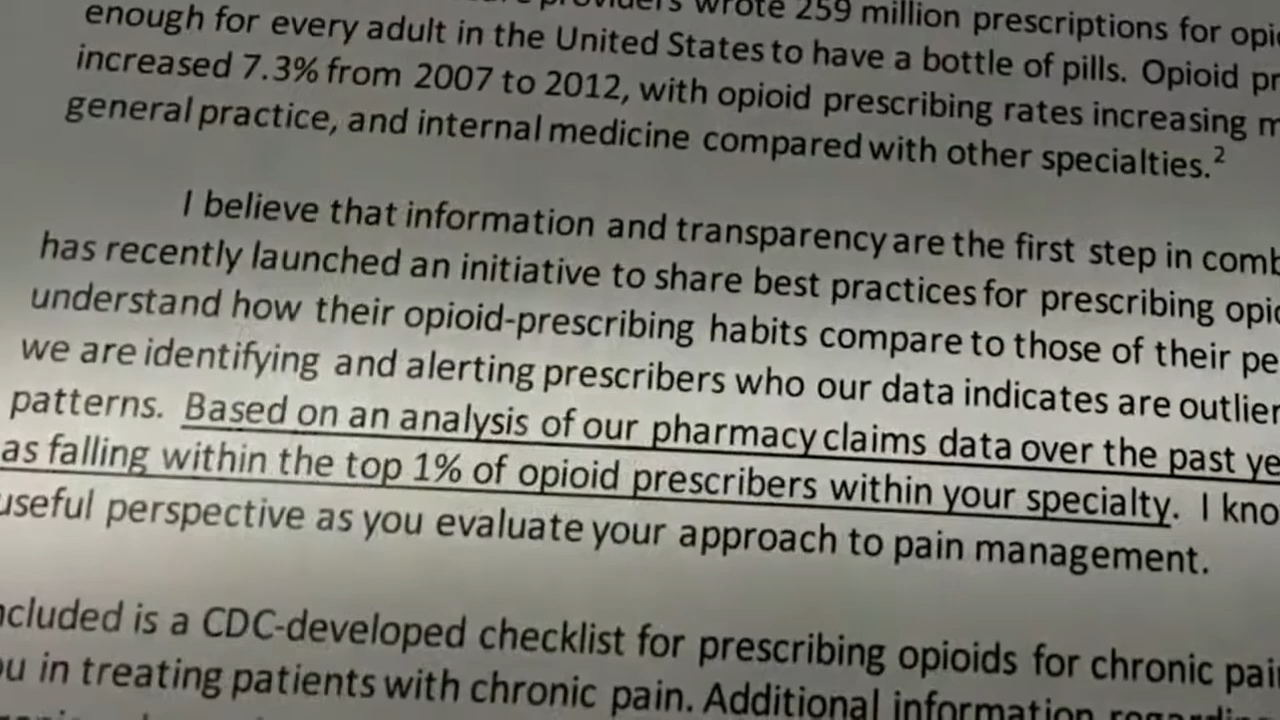 providers wrote 259 million prescriptions for
enough for every adult in the United States to have a bottle of pills. Opioid
increased 7.3% from 2007 to 2012, with opioid prescribing rates increasing
general practice, and internal medicine compared with other specialties.2
I believe that information and transparency are the first step in
has recently launched an initiative to share best practices for prescribing
understand how their opioid-prescribing habits compare to those of their
we are identifying and alerting prescribers who our data indicates are
patterns. Based on an analysis of our pharmacy claims data over the past
as falling within the top 1% of opioid prescribers within your specialty. I
useful perspective as you evaluate your approach to pain management.
is a CDC-developed checklist for prescribing opioids for chronic
in treating patients with chronic pain. Additional information